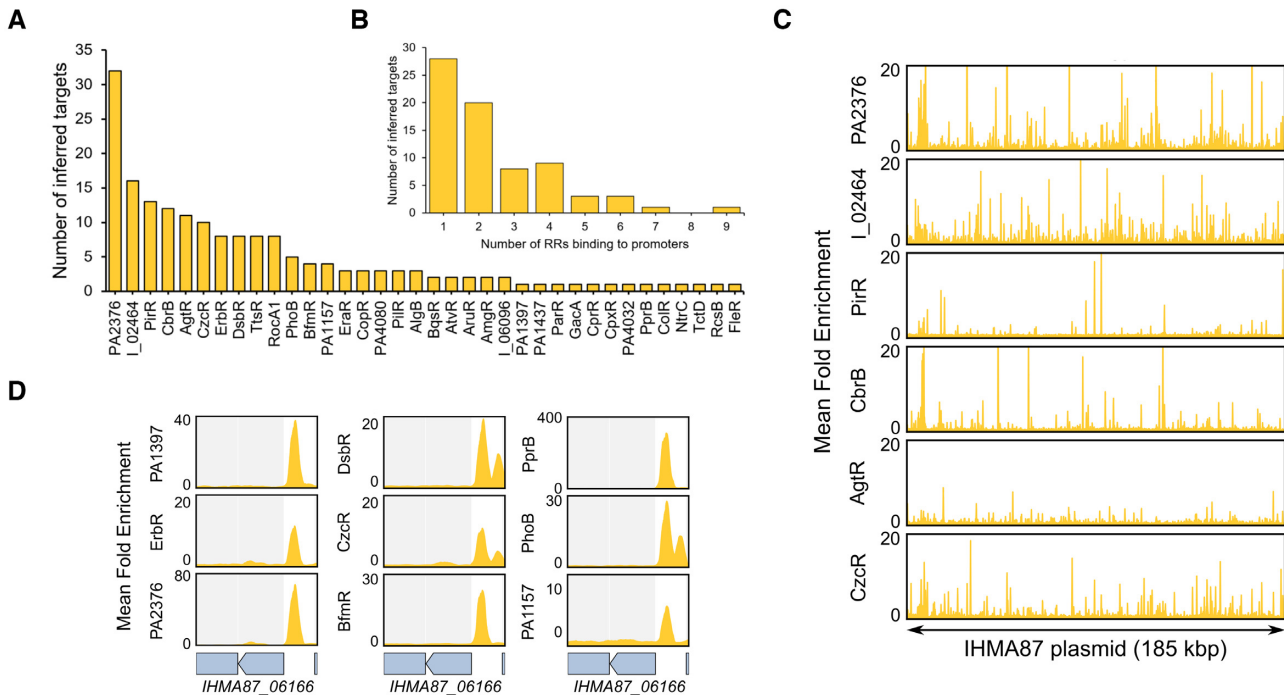 A
Number of inferred targets
35
30
25
20
15
10
5
0
PA2376
I_02464
PirR
CbrB
AgtR
CzcR
ErbR
DsbR
TtsR
RocA1
PhoB
BfmR
PA1157
EraR
CopR
PA4080
PilR
AlgB
BqsR
AtvR
AruR
AmgR
I_06096
PA1397
PA1437
ParR
GacA
CprR
CpxR
PA4032
PprB
ColR
NtrC
TctD
RcsB
FleR
B
Number of inferred targets
30
25
20
15
10
5
0
1 2 3 4 5 6 7 8 9
Number of RRs binding to promoters
C
Mean Fold Enrichment
PA2376
20
0
I_02464
20
0
PirR
20
0
CbrB
20
0
AgtR
20
0
CzcR
20
0
IHMA87 plasmid (185 kbp)
D
Mean Fold Enrichment
PA1397
40
0
ErbR
20
0
PA2376
80
0
IHMA87_06166
DsbR
20
0
CzcR
20
0
BfmR
30
0
IHMA87_06166
PprB
400
0
PhoB
30
0
PA1157
10
0
IHMA87_06166